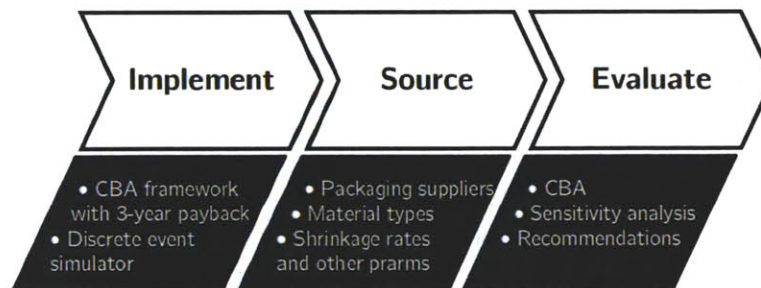 Implement
Source
Evaluate
• CBA framework
with 3-year payback
• Discrete event
simulator
• Packaging suppliers
• Material types
• Shrinkage rates
and other prarms
• CBA
• Sensitivity analysis
• Recommendations